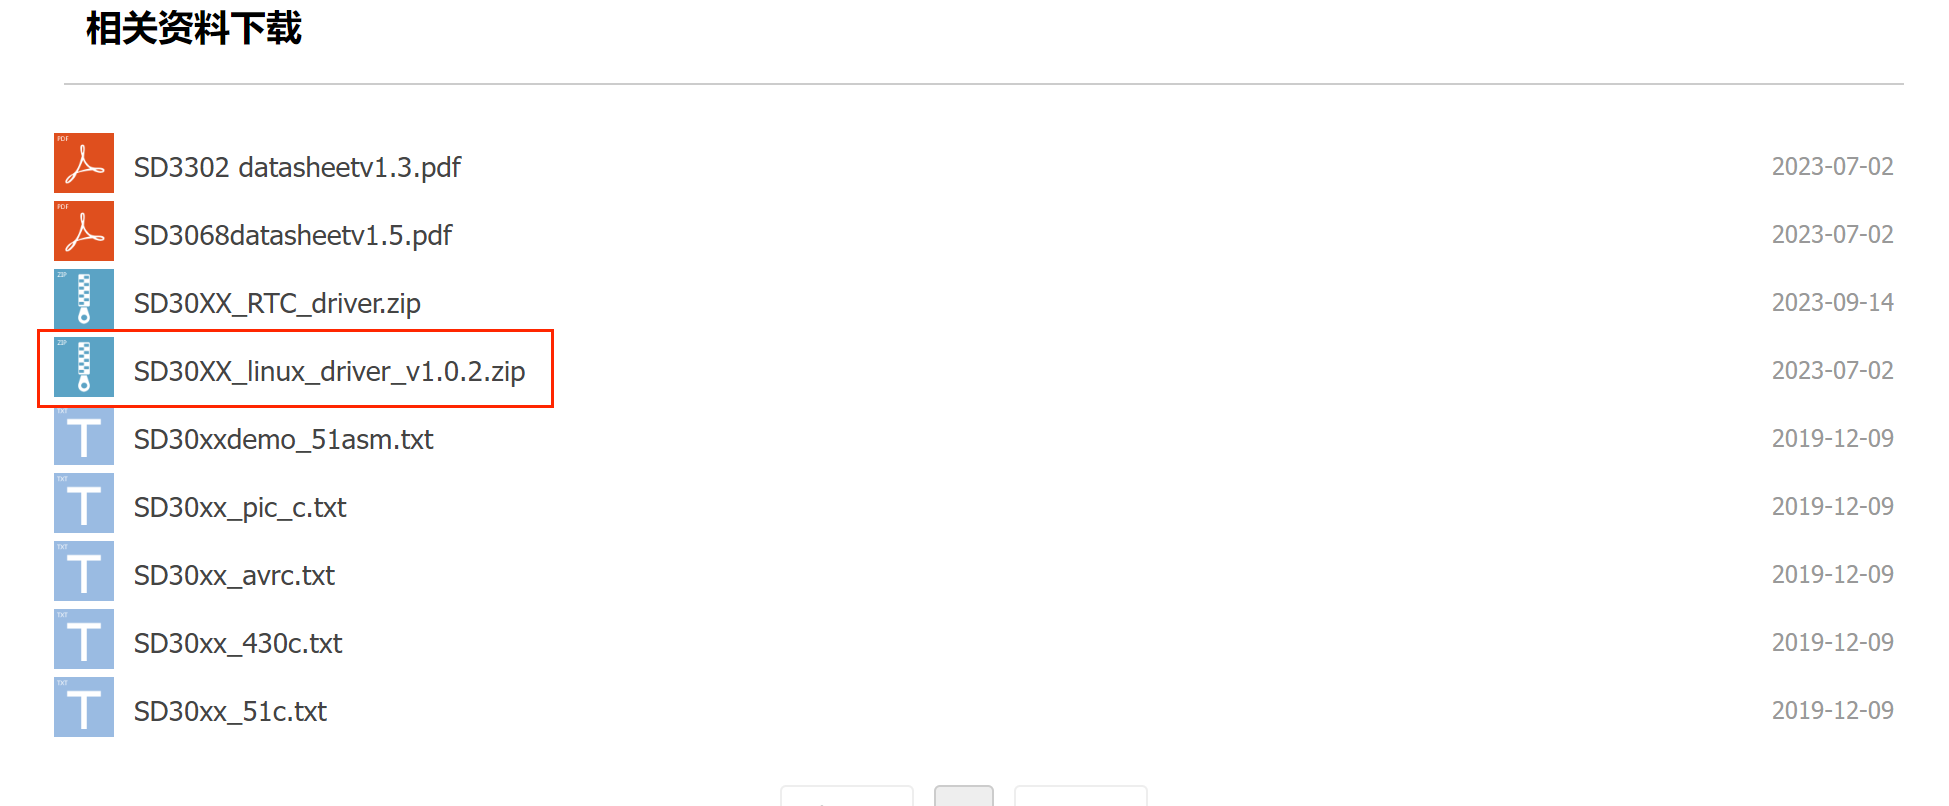 相关资料下载
PDF
SD3302 datasheetv1.3.pdf 2023-07-02
PDF
SD3068datasheetv1.5.pdf 2023-07-02
ZIP
SD30XX_RTC_driver.zip 2023-09-14
ZIP
SD30XX_linux_driver_v1.0.2.zip 2023-07-02
TXT
SD30xxdemo_51asm.txt 2019-12-09
TXT
SD30xx_pic_c.txt 2019-12-09
TXT
SD30xx_avrc.txt 2019-12-09
TXT
SD30xx_430c.txt 2019-12-09
TXT
SD30xx_51c.txt 2019-12-09